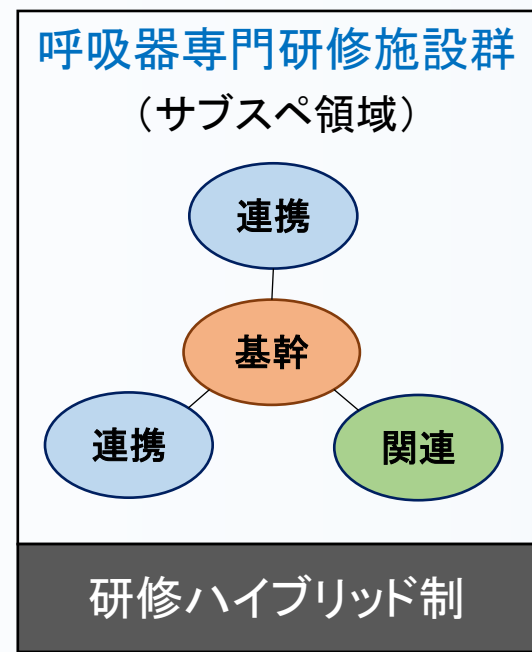 呼吸器専門研修施設群
（サブスペ領域）
連携
基幹
連携
関連
研修ハイブリッド制